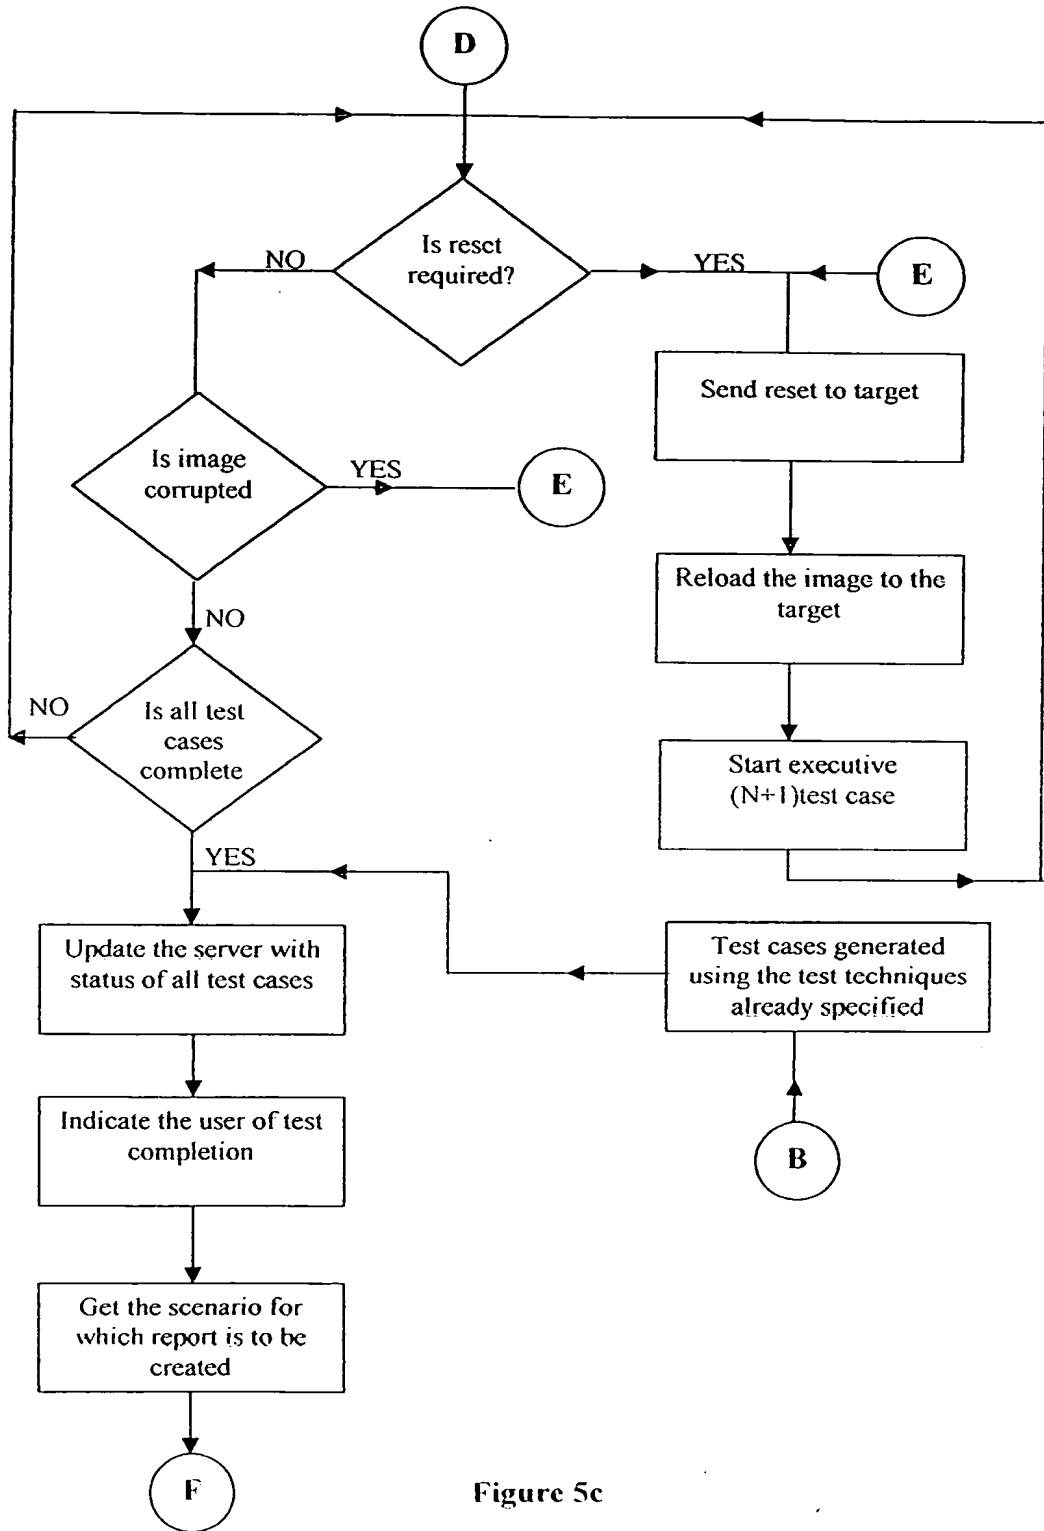 D
Is reset
required?
NO
YES
E
Send reset to target
Is image
corrupted
YES
E
Reload the image to the
target
NO
Is all test
cases
complete
NO
Start executive
(N+1)test case
YES
Update the server with
status of all test cases
Test cases generated
using the test techniques
already specified
Indicate the user of test
completion
B
Get the scenario for
which report is to be
created
F
Figure 5c